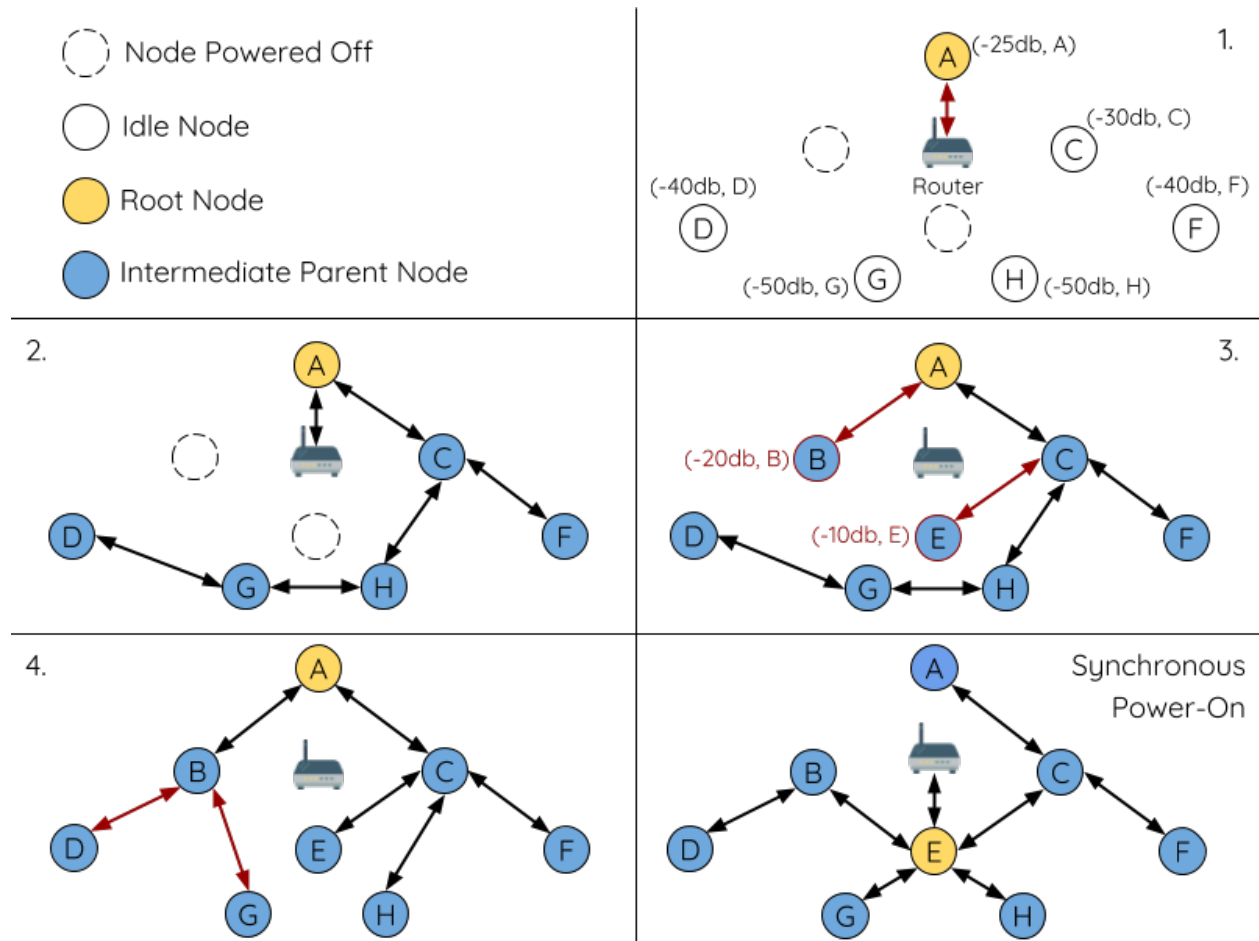 Node Powered Off
Idle Node
Root Node
Intermediate Parent Node
1.
A
(-25db, A)
(-30db, C)
C
Router
(-40db, D)
D
(-40db, F)
F
(-50db, G)
G
H
(-50db, H)
2.
A
C
D
F
G
H
3.
A
(-20db, B)
B
C
D
(-10db, E)
E
F
G
H
4.
A
B
C
D
E
F
G
H
Synchronous
Power-On
A
B
C
D
E
F
G
H